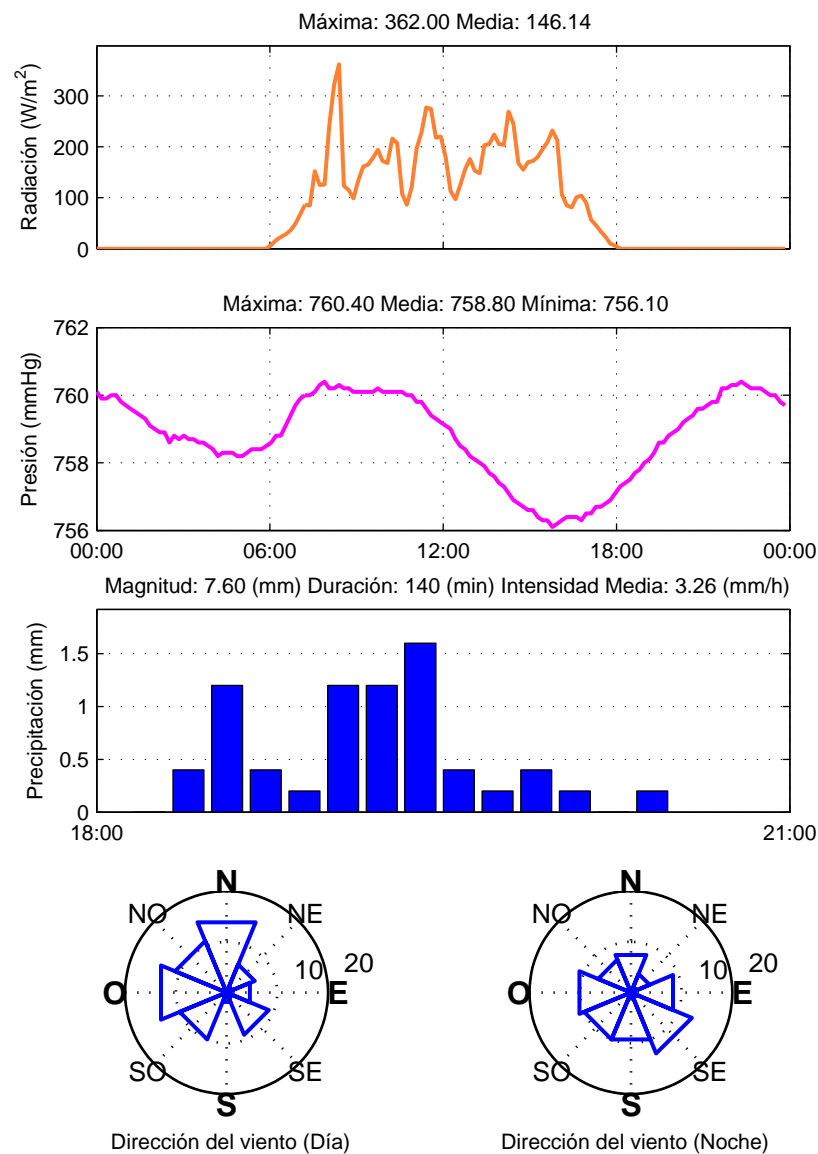 Máxima: 362.00 Media: 146.14
Radiación (W/m²)
300
200
100
0
Máxima: 760.40 Media: 758.80 Mínima: 756.10
Presión (mmHg)
762
760
758
756
00:00 06:00 12:00 18:00 00:00
Magnitud: 7.60 (mm) Duración: 140 (min) Intensidad Media: 3.26 (mm/h)
Precipitación (mm)
1.5
1
0.5
0
18:00 21:00
N
NO NE
10 20
O E
SO SE
S
Dirección del viento (Día)
N
NO NE
10 20
O E
SO SE
S
Dirección del viento (Noche)